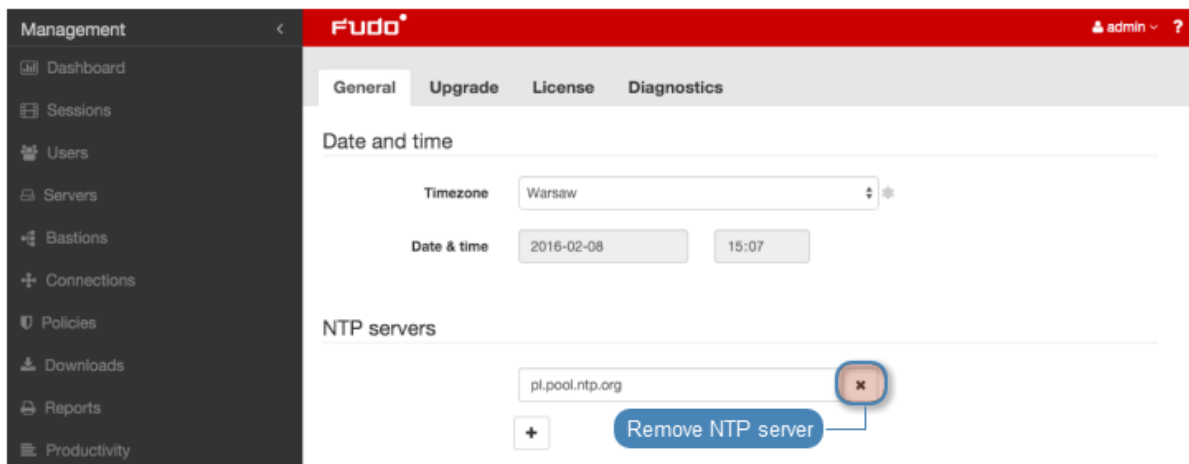 Management
FUDO
admin
?
Dashboard
Sessions
Users
Servers
Bastions
Connections
Policies
Downloads
Reports
Productivity
General Upgrade License Diagnostics
Date and time
Timezone Warsaw
Date & time 2016-02-08 15:07
NTP servers
pl.pool.ntp.org
Remove NTP server